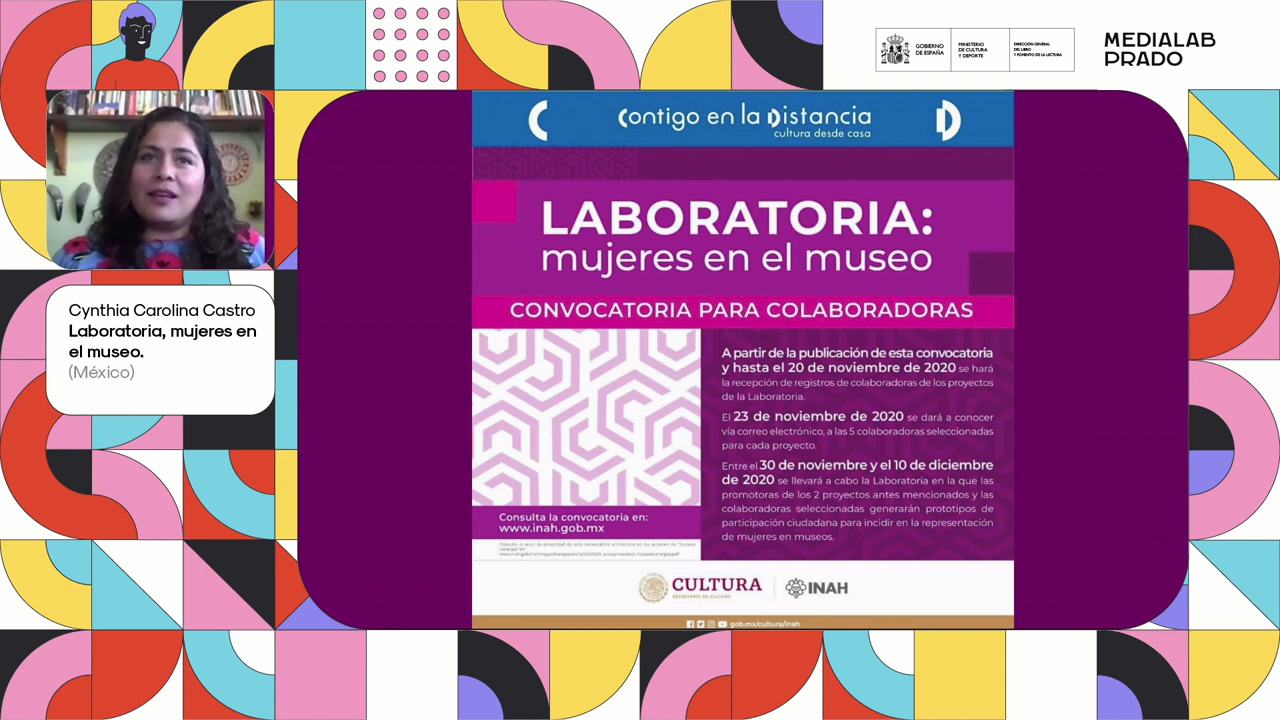 GOBIERNO
DE ESPAÑA
MINISTERIO
DE CULTURA
Y DEPORTE
DIRECCIÓN GENERAL
DEL LIBRO
Y FOMENTO DE LA LECTURA
MEDIALAB
PRADO
Cynthia Carolina Castro
Laboratoria, mujeres en
el museo.
(México)
Contigo en la Distancia
cultura desde casa
LABORATORIA:
mujeres en el museo
CONVOCATORIA PARA COLABORADORAS
A partir de la publicación de esta convocatoria
y hasta el 20 de noviembre de 2020 se hará
la recepción de registros de colaboradoras de los proyectos
de la Laboratoria.
El 23 de noviembre de 2020 se dará a conocer
vía correo electrónico, a las 5 colaboradoras seleccionadas
para cada proyecto.
Entre el 30 de noviembre y el 10 de diciembre
de 2020 se llevará a cabo la Laboratoria en la que las
promotoras de los 2 proyectos antes mencionados y las
colaboradoras seleccionadas generarán prototipos de
participación ciudadana para incidir en la representación
de mujeres en museos.
Consulta la convocatoria en:
www.inah.gob.mx
CULTURA
SECRETARÍA DE CULTURA
INAH
gob.mx/cultura/inah